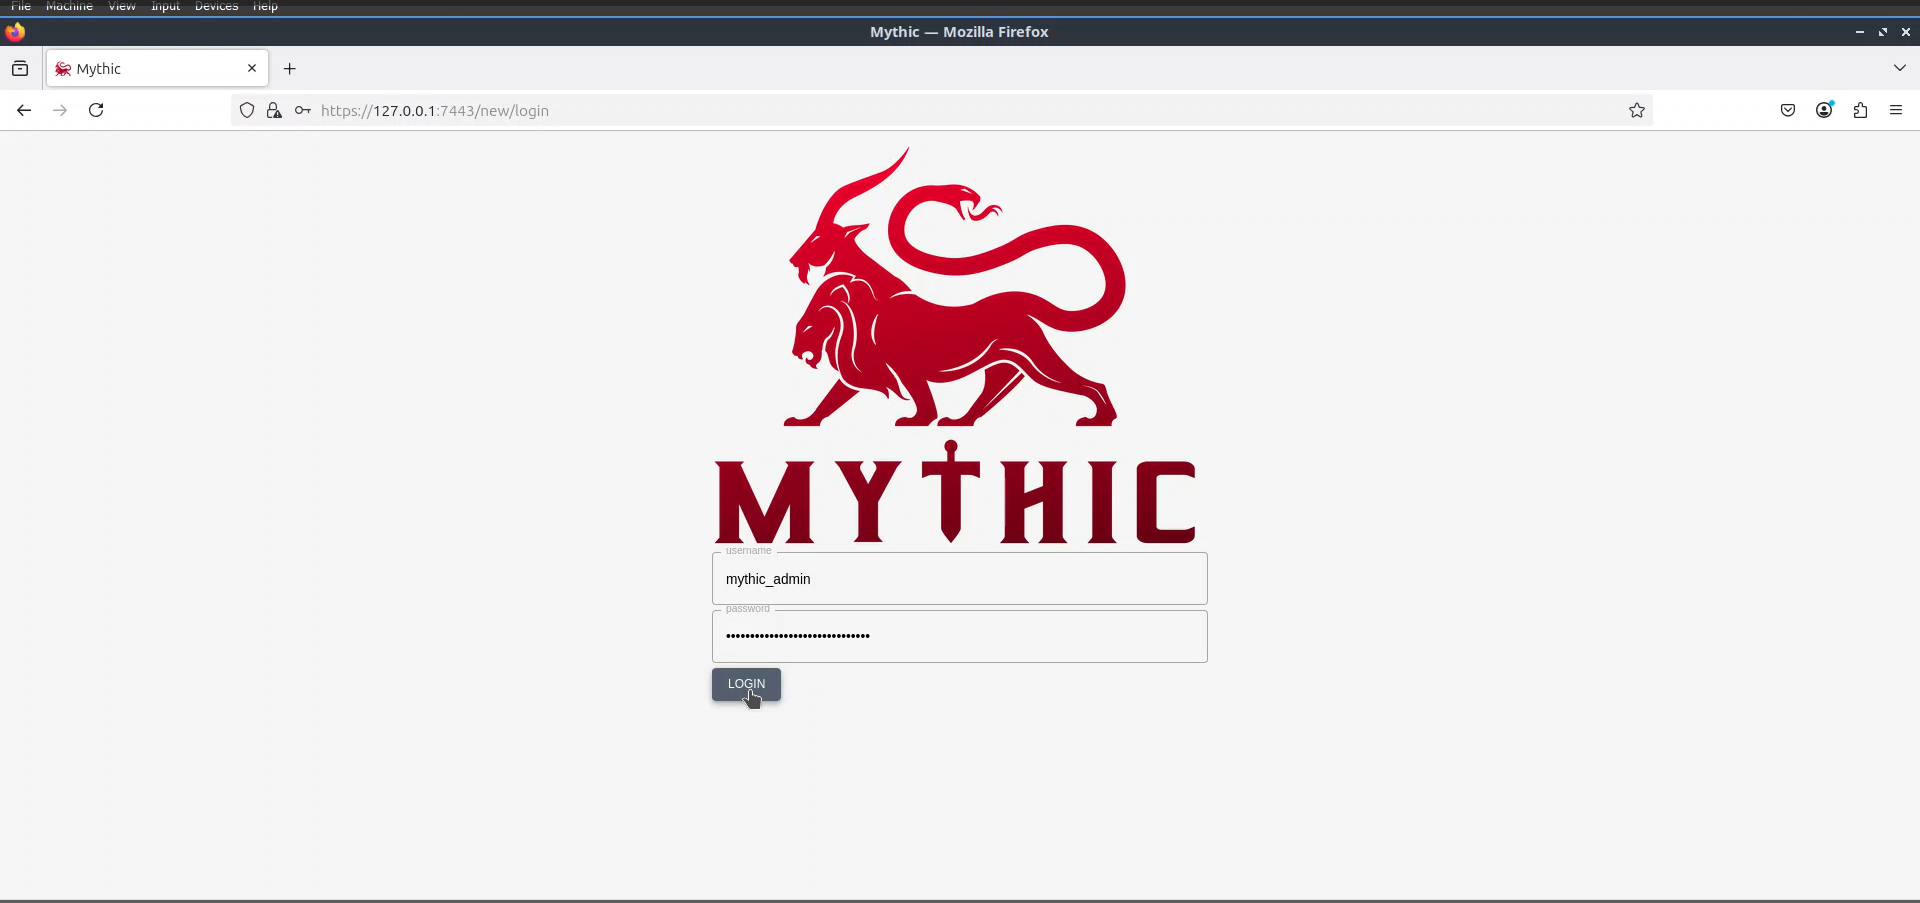 File Machine View Input Devices Help
Mythic — Mozilla Firefox
Mythic
https://127.0.0.1:7443/new/login
MYTHIC
username
mythic_admin
password
••••••••••••••••••••••••••••••
LOGIN